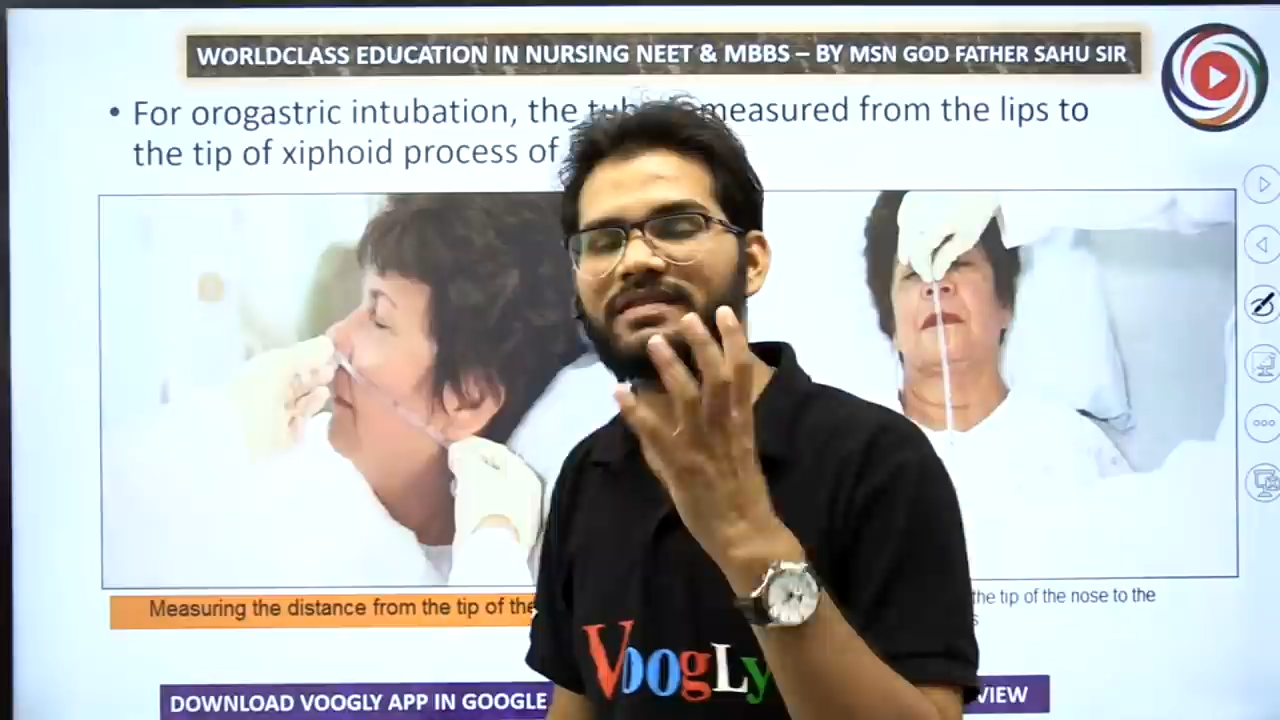 WORLDCLASS EDUCATION IN NURSING NEET & MBBS – BY MSN GOD FATHER SAHU SIR
• For orogastric intubation, the measured from the lips to
the tip of xiphoid process of
Measuring the distance from the tip of the
the tip of the nose to the
VOOGLy
DOWNLOAD VOOGLY APP IN GOOGLE
VIEW